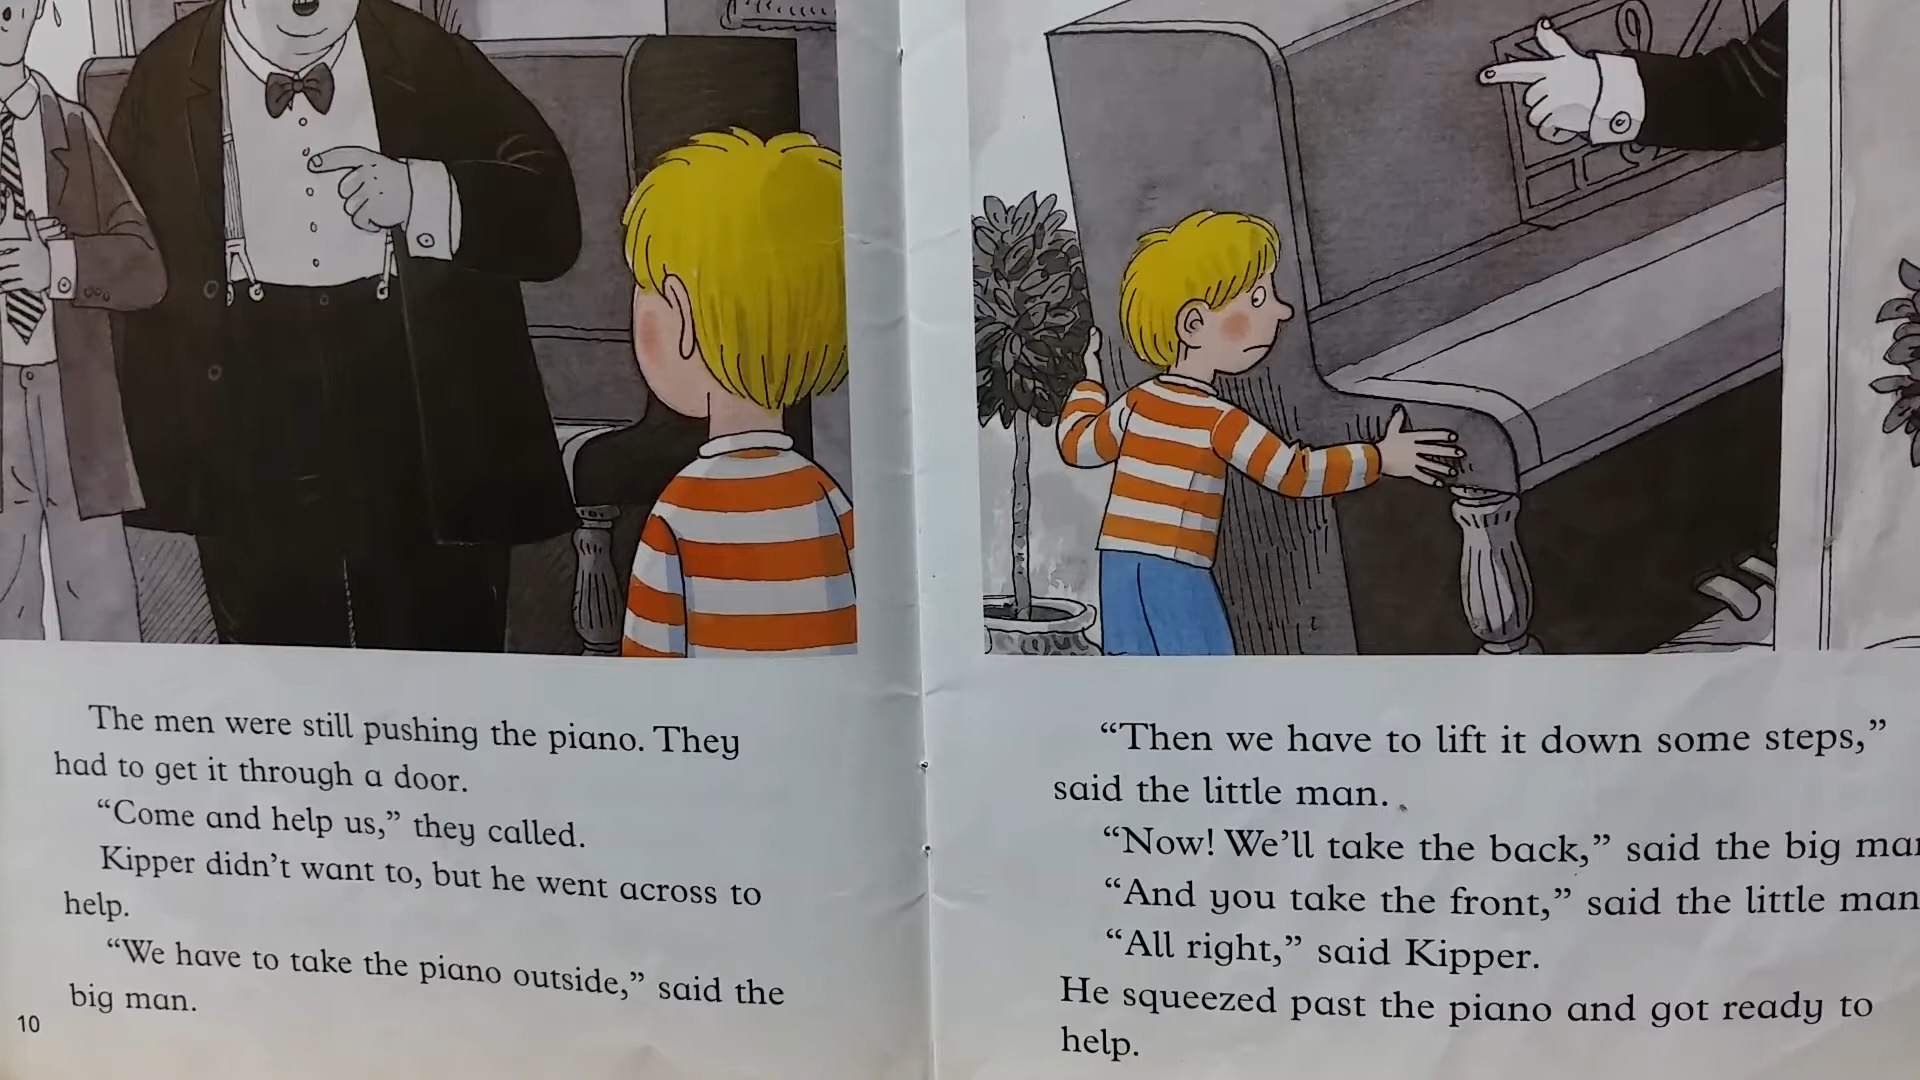 The men were still pushing the piano. They
had to get it through a door.
“Come and help us,” they called.
Kipper didn’t want to, but he went across to
help.
“We have to take the piano outside,” said the
big man.
10
“Then we have to lift it down some steps,”
said the little man.
“Now! We’ll take the back,” said the big
“And you take the front,” said the little man
“All right,” said Kipper.
He squeezed past the piano and got ready to
help.